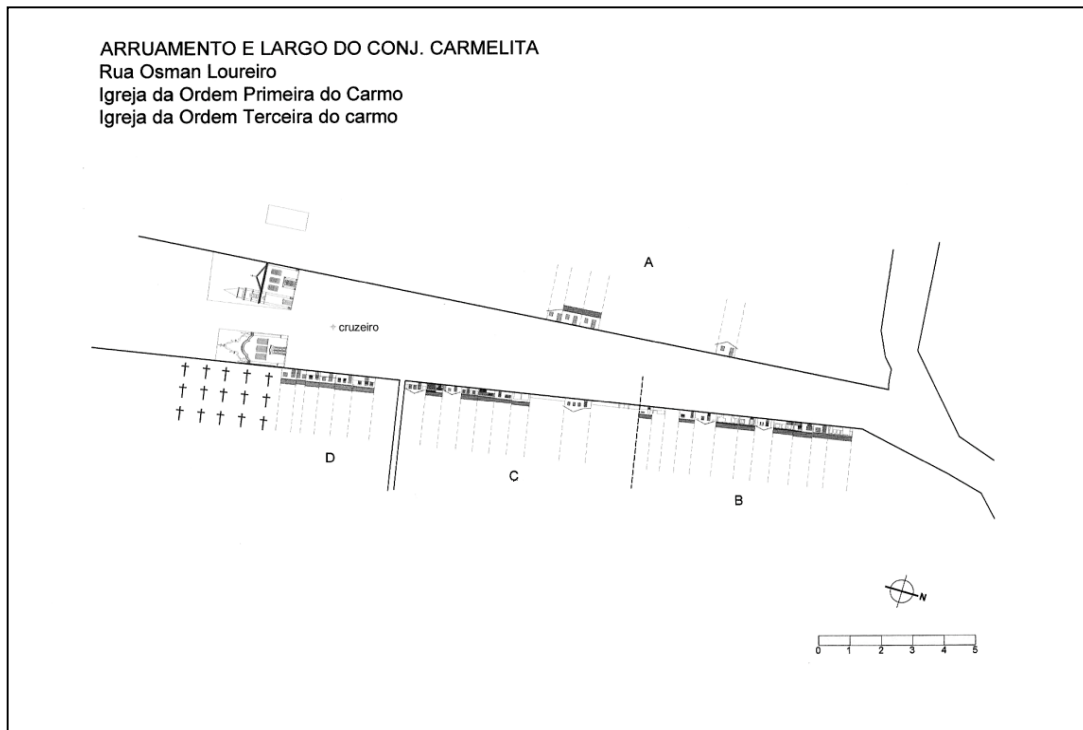 ARRUAMENTO E LARGO DO CONJ. CARMELITA
Rua Osman Loureiro
Igreja da Ordem Primeira do Carmo
Igreja da Ordem Terceira do carmo
A
cruzeiro
D
C
B
N
0 1 2 3 4 5